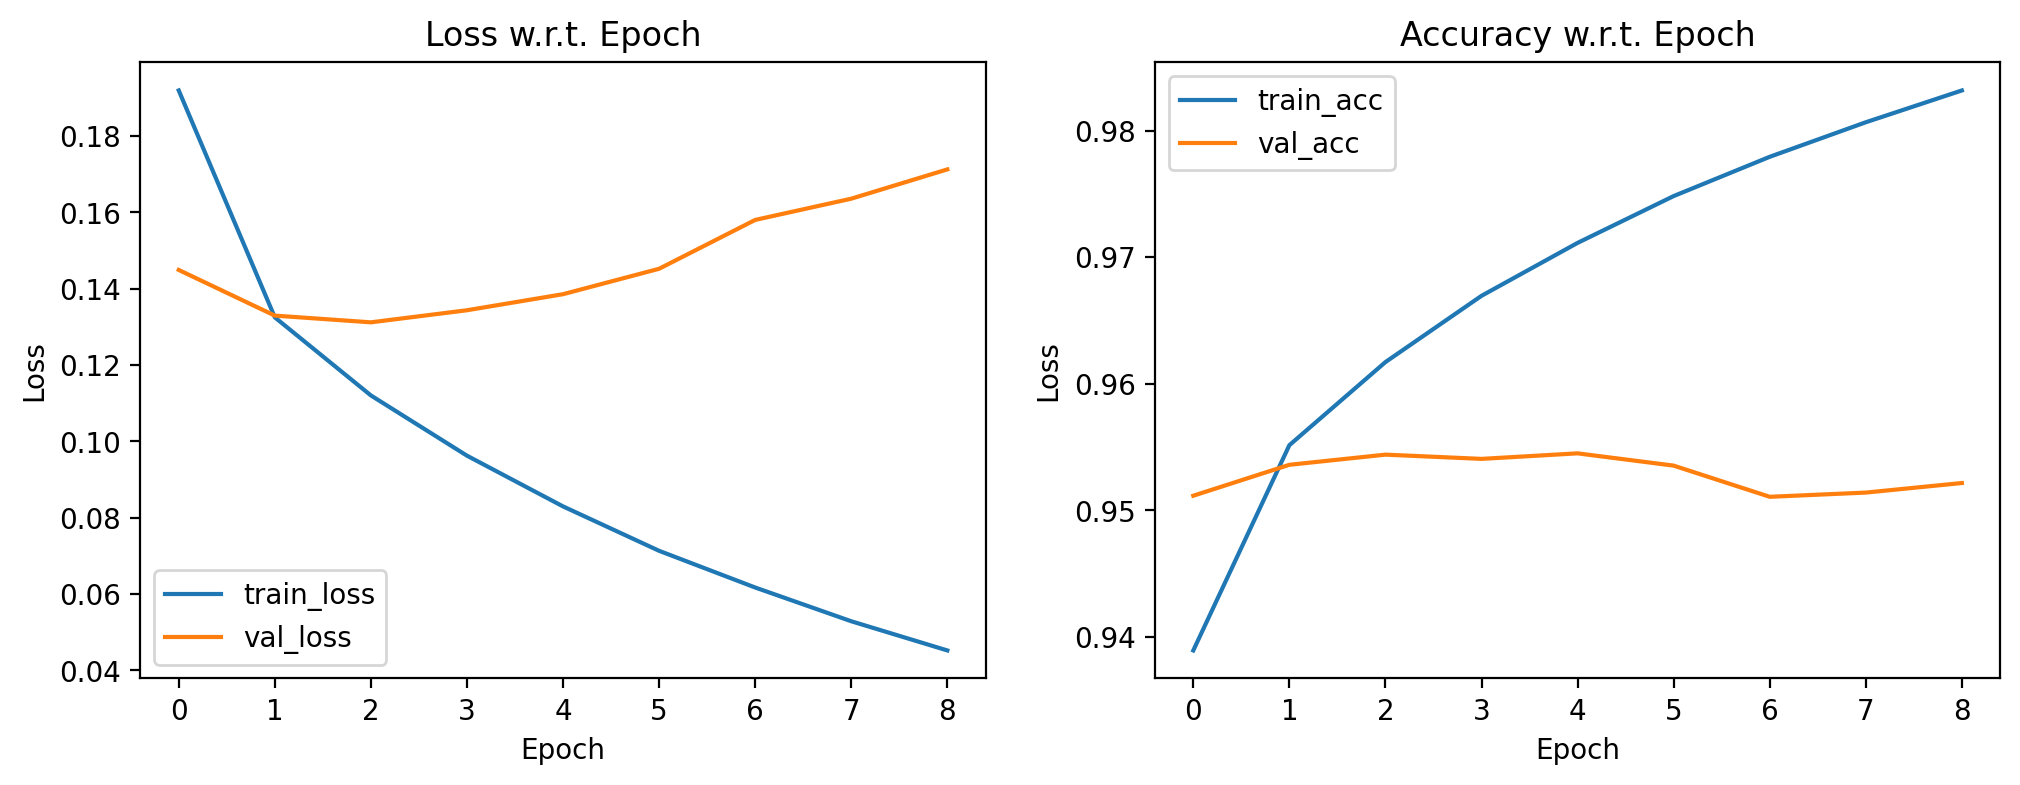 Loss w.r.t. Epoch
0.18
0.16
0.14
0.12
0.10
0.08
0.06
0.04
Loss
train_loss
val_loss
0 1 2 3 4 5 6 7 8
Epoch
Accuracy w.r.t. Epoch
train_acc
val_acc
0.98
0.97
0.96
0.95
0.94
Loss
0 1 2 3 4 5 6 7 8
Epoch